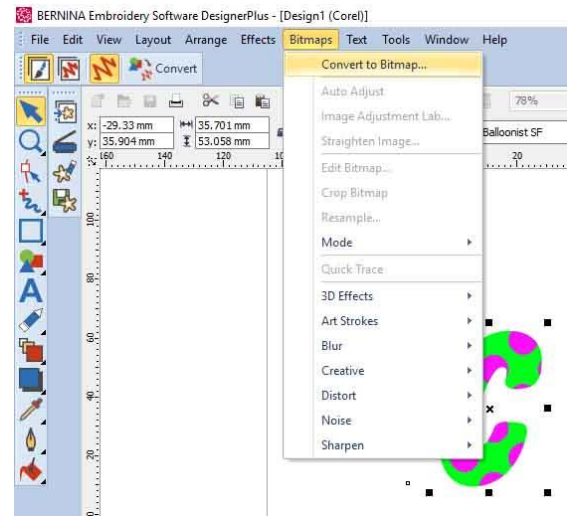 BERNINA Embroidery Software DesignerPlus - [Design1 (Corel)]
File Edit View Layout Arrange Effects Bitmaps Text Tools Window Help
Convert
Convert to Bitmap...
Auto Adjust
Image Adjustment Lab...
Straighten Image...
Edit Bitmap...
Crop Bitmap
Resample...
Mode
Quick Trace
3D Effects
Art Strokes
Blur
Creative
Distort
Noise
Sharpen
78%
x: -29.33 mm 35.701 mm
y: 35.904 mm 53.058 mm
Balloonist SF
160 140 120 20